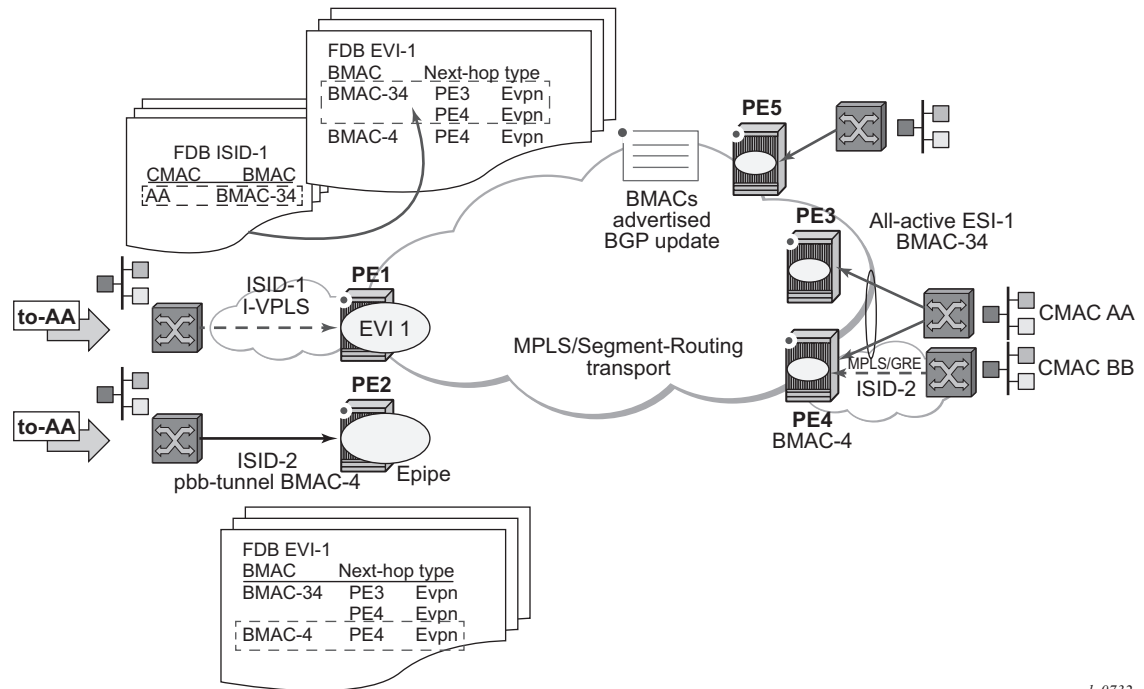 FDB EVI-1
BMAC Next-hop type
BMAC-34 PE3 Evpn
PE4 Evpn
BMAC-4 PE4 Evpn
FDB ISID-1
CMAC BMAC
AA BMAC-34
PE5
BMACs
advertised
BGP update
PE3
All-active ESI-1
BMAC-34
to-AA
ISID-1
I-VPLS
PE1
EVI 1
MPLS/Segment-Routing
transport
CMAC AA
MPLS/GRE
ISID-2
CMAC BB
PE4
BMAC-4
to-AA
PE2
ISID-2
pbb-tunnel BMAC-4
Epipe
FDB EVI-1
BMAC Next-hop type
BMAC-34 PE3 Evpn
PE4 Evpn
BMAC-4 PE4 Evpn